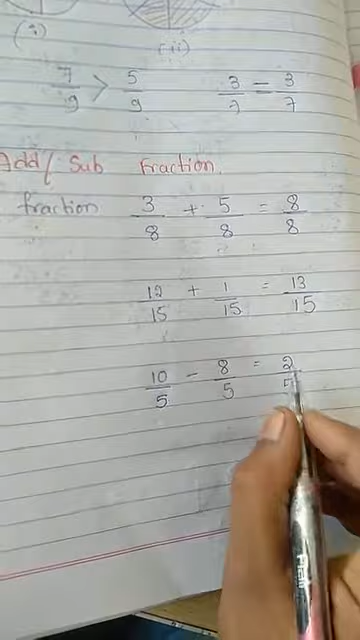 (i)
(ii)
7/9 > 5/9 3/7 = 3/7
Add/Sub Fraction.
fraction 3/8 + 5/8 = 8/8
12/15 + 1/15 = 13/15
10/5 - 8/5 = 2/5